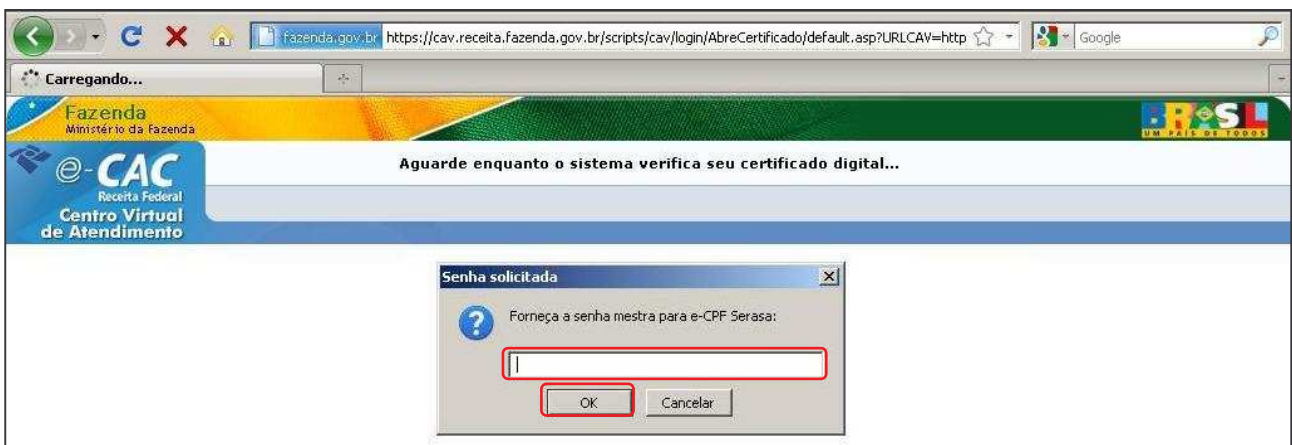 fazenda.gov.br https://cav.receita.fazenda.gov.br/scripts/cav/login/AbreCertificado/default.asp?URLCAV=http Google
Carregando...
Fazenda
Ministério da Fazenda
BRASIL
UM PAÍS DE TODOS
e-CAC
Receita Federal
Centro Virtual
de Atendimento
Aguarde enquanto o sistema verifica seu certificado digital...
Senha solicitada
Forneça a senha mestra para e-CPF Serasa:
OK Cancelar